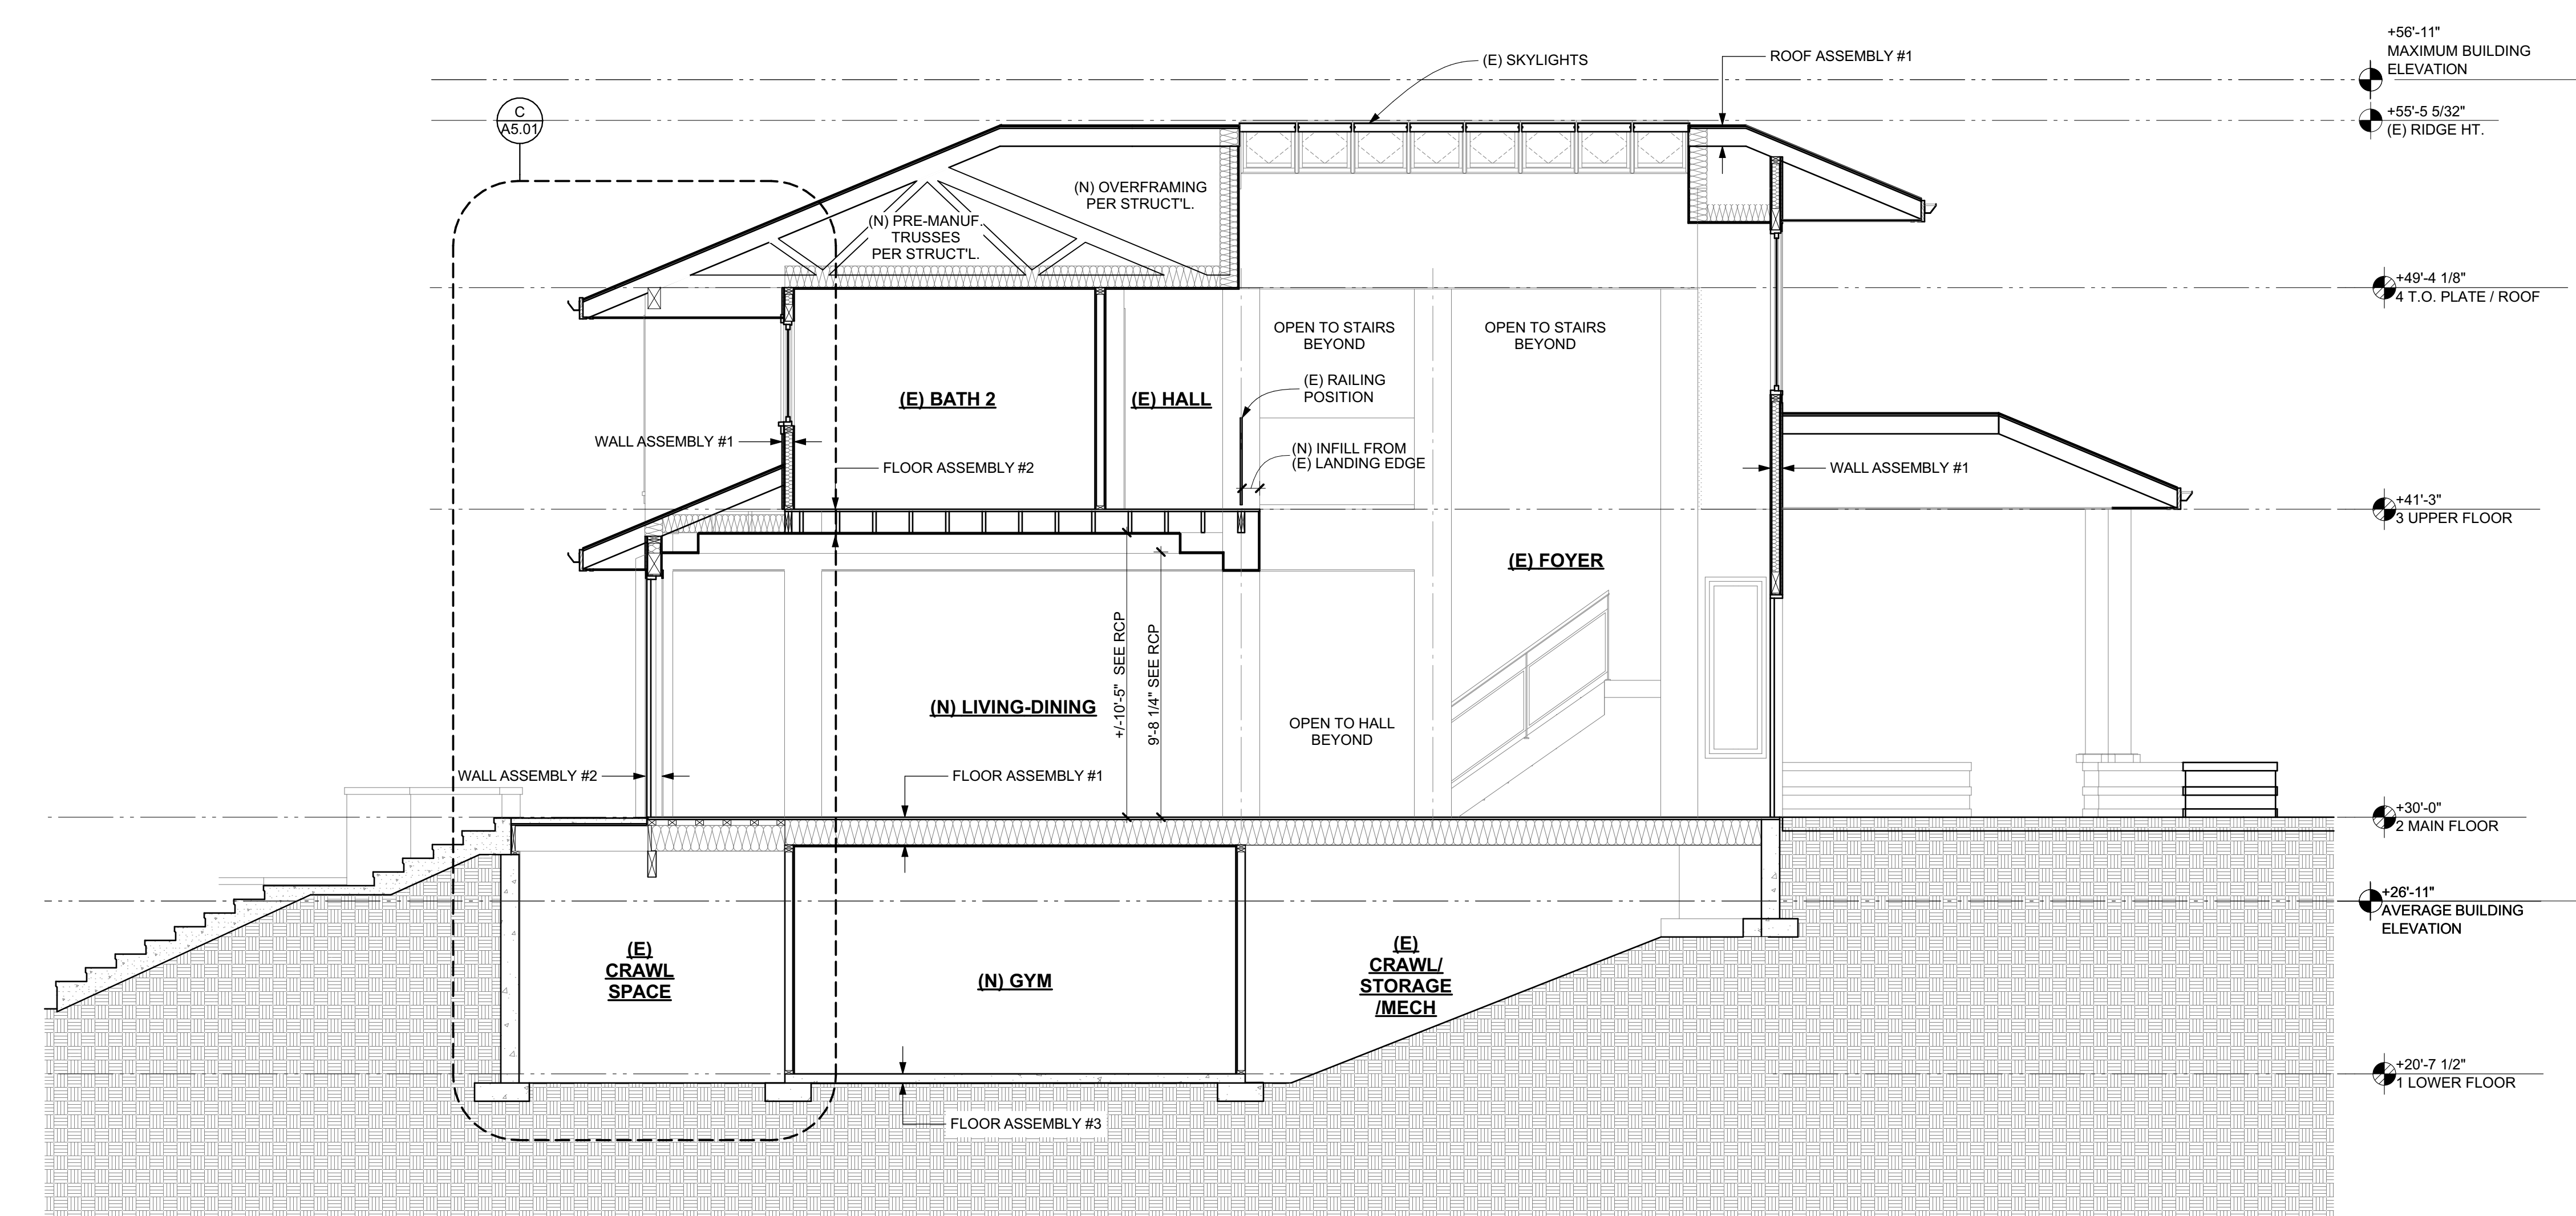 +56'-11"
MAXIMUM BUILDING
ELEVATION
(E) SKYLIGHTS
ROOF ASSEMBLY #1
C
A5.01
+55'-5 5/32"
(E) RIDGE HT.
(N) OVERFRAMING
PER STRUCT'L.
(N) PRE-MANUF.
TRUSSES
PER STRUCT'L.
+49'-4 1/8"
4 T.O. PLATE / ROOF
OPEN TO STAIRS
BEYOND
OPEN TO STAIRS
BEYOND
(E) RAILING
POSITION
(E) BATH 2
(E) HALL
WALL ASSEMBLY #1
(N) INFILL FROM
(E) LANDING EDGE
FLOOR ASSEMBLY #2
WALL ASSEMBLY #1
+41'-3"
3 UPPER FLOOR
(E) FOYER
+/-10'-5" SEE RCP
9'-8 1/4" SEE RCP
(N) LIVING-DINING
OPEN TO HALL
BEYOND
WALL ASSEMBLY #2
FLOOR ASSEMBLY #1
+30'-0"
2 MAIN FLOOR
+26'-11"
AVERAGE BUILDING
ELEVATION
(E)
CRAWL
SPACE
(N) GYM
(E)
CRAWL/
STORAGE
/MECH
+20'-7 1/2"
1 LOWER FLOOR
FLOOR ASSEMBLY #3